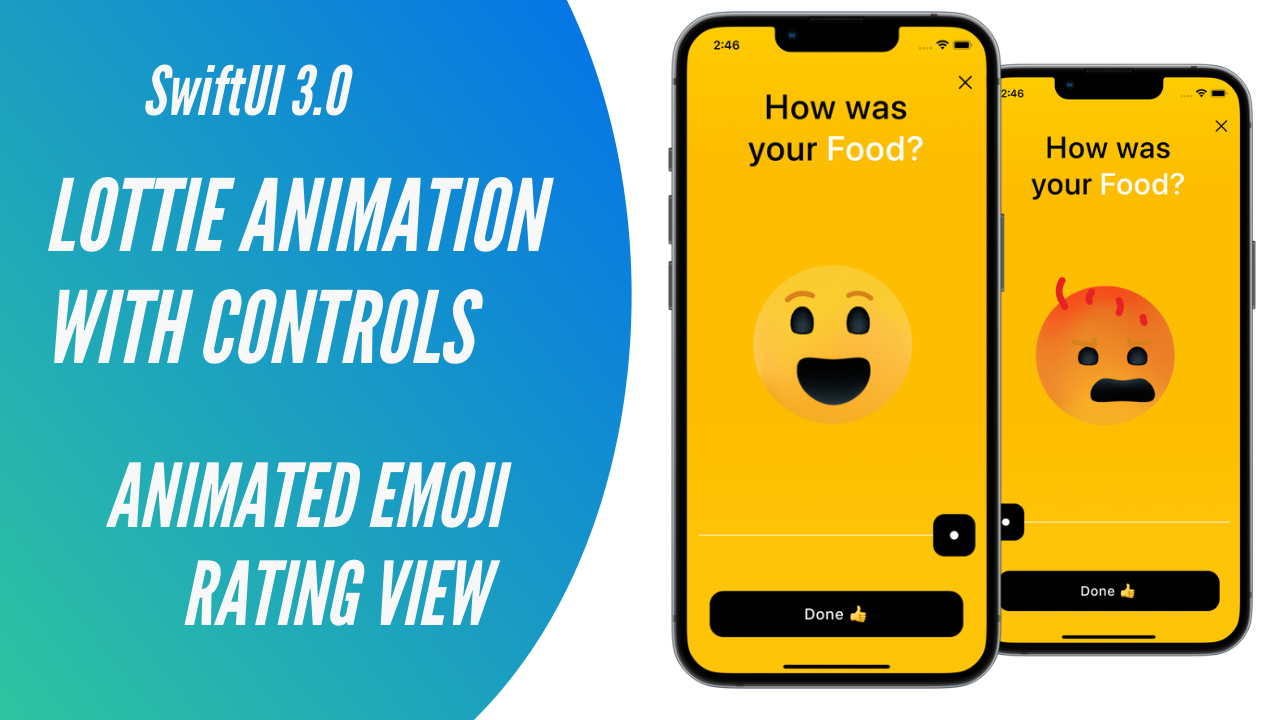 SwiftUI 3.0
LOTTIE ANIMATION
WITH CONTROLS
ANIMATED EMOJI
RATING VIEW
2:46
How was
your Food?
Done 👍
2:46
How was
your Food?
Done 👍